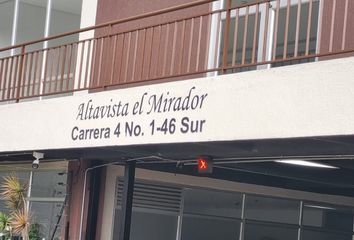 Altavista el Mirador
Carrera 4 No. 1-46 Sur
X